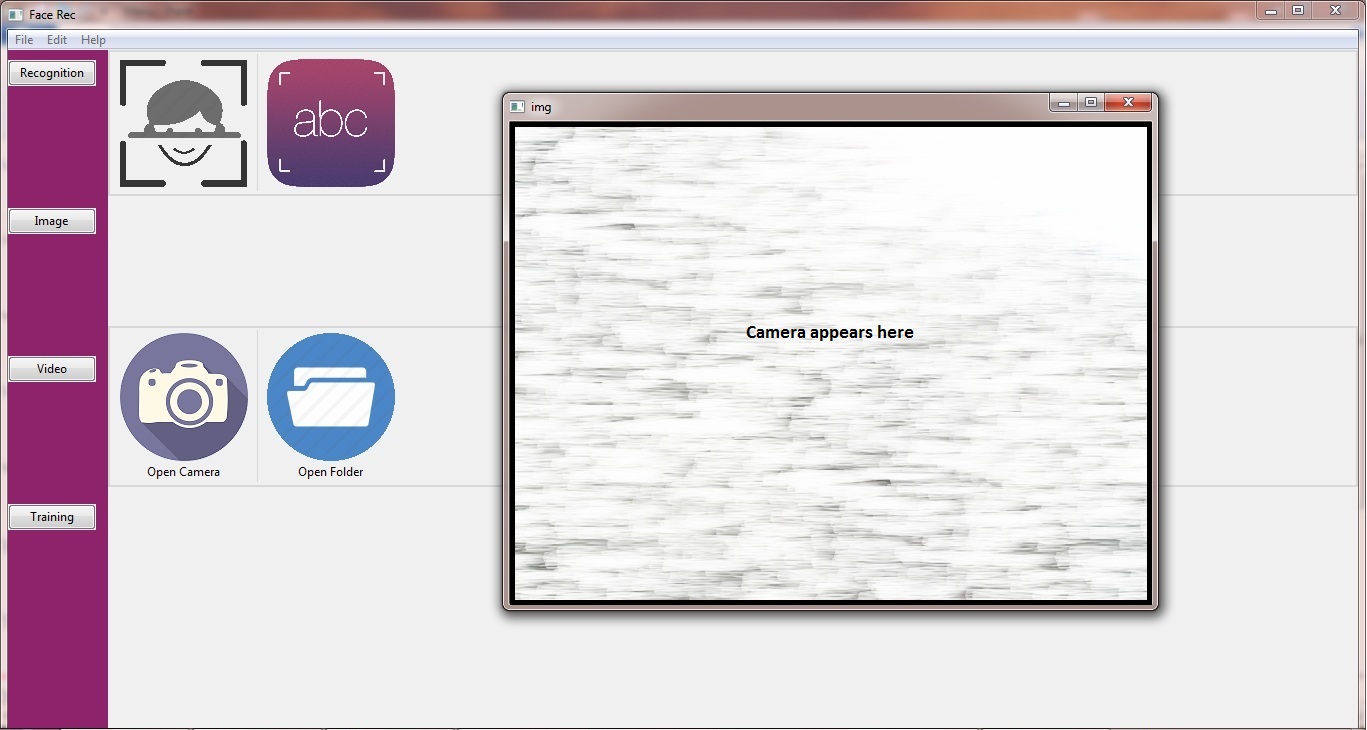 Face Rec
File Edit Help
Recognition
abc
img
Image
Camera appears here
Video
Open Camera
Open Folder
Training